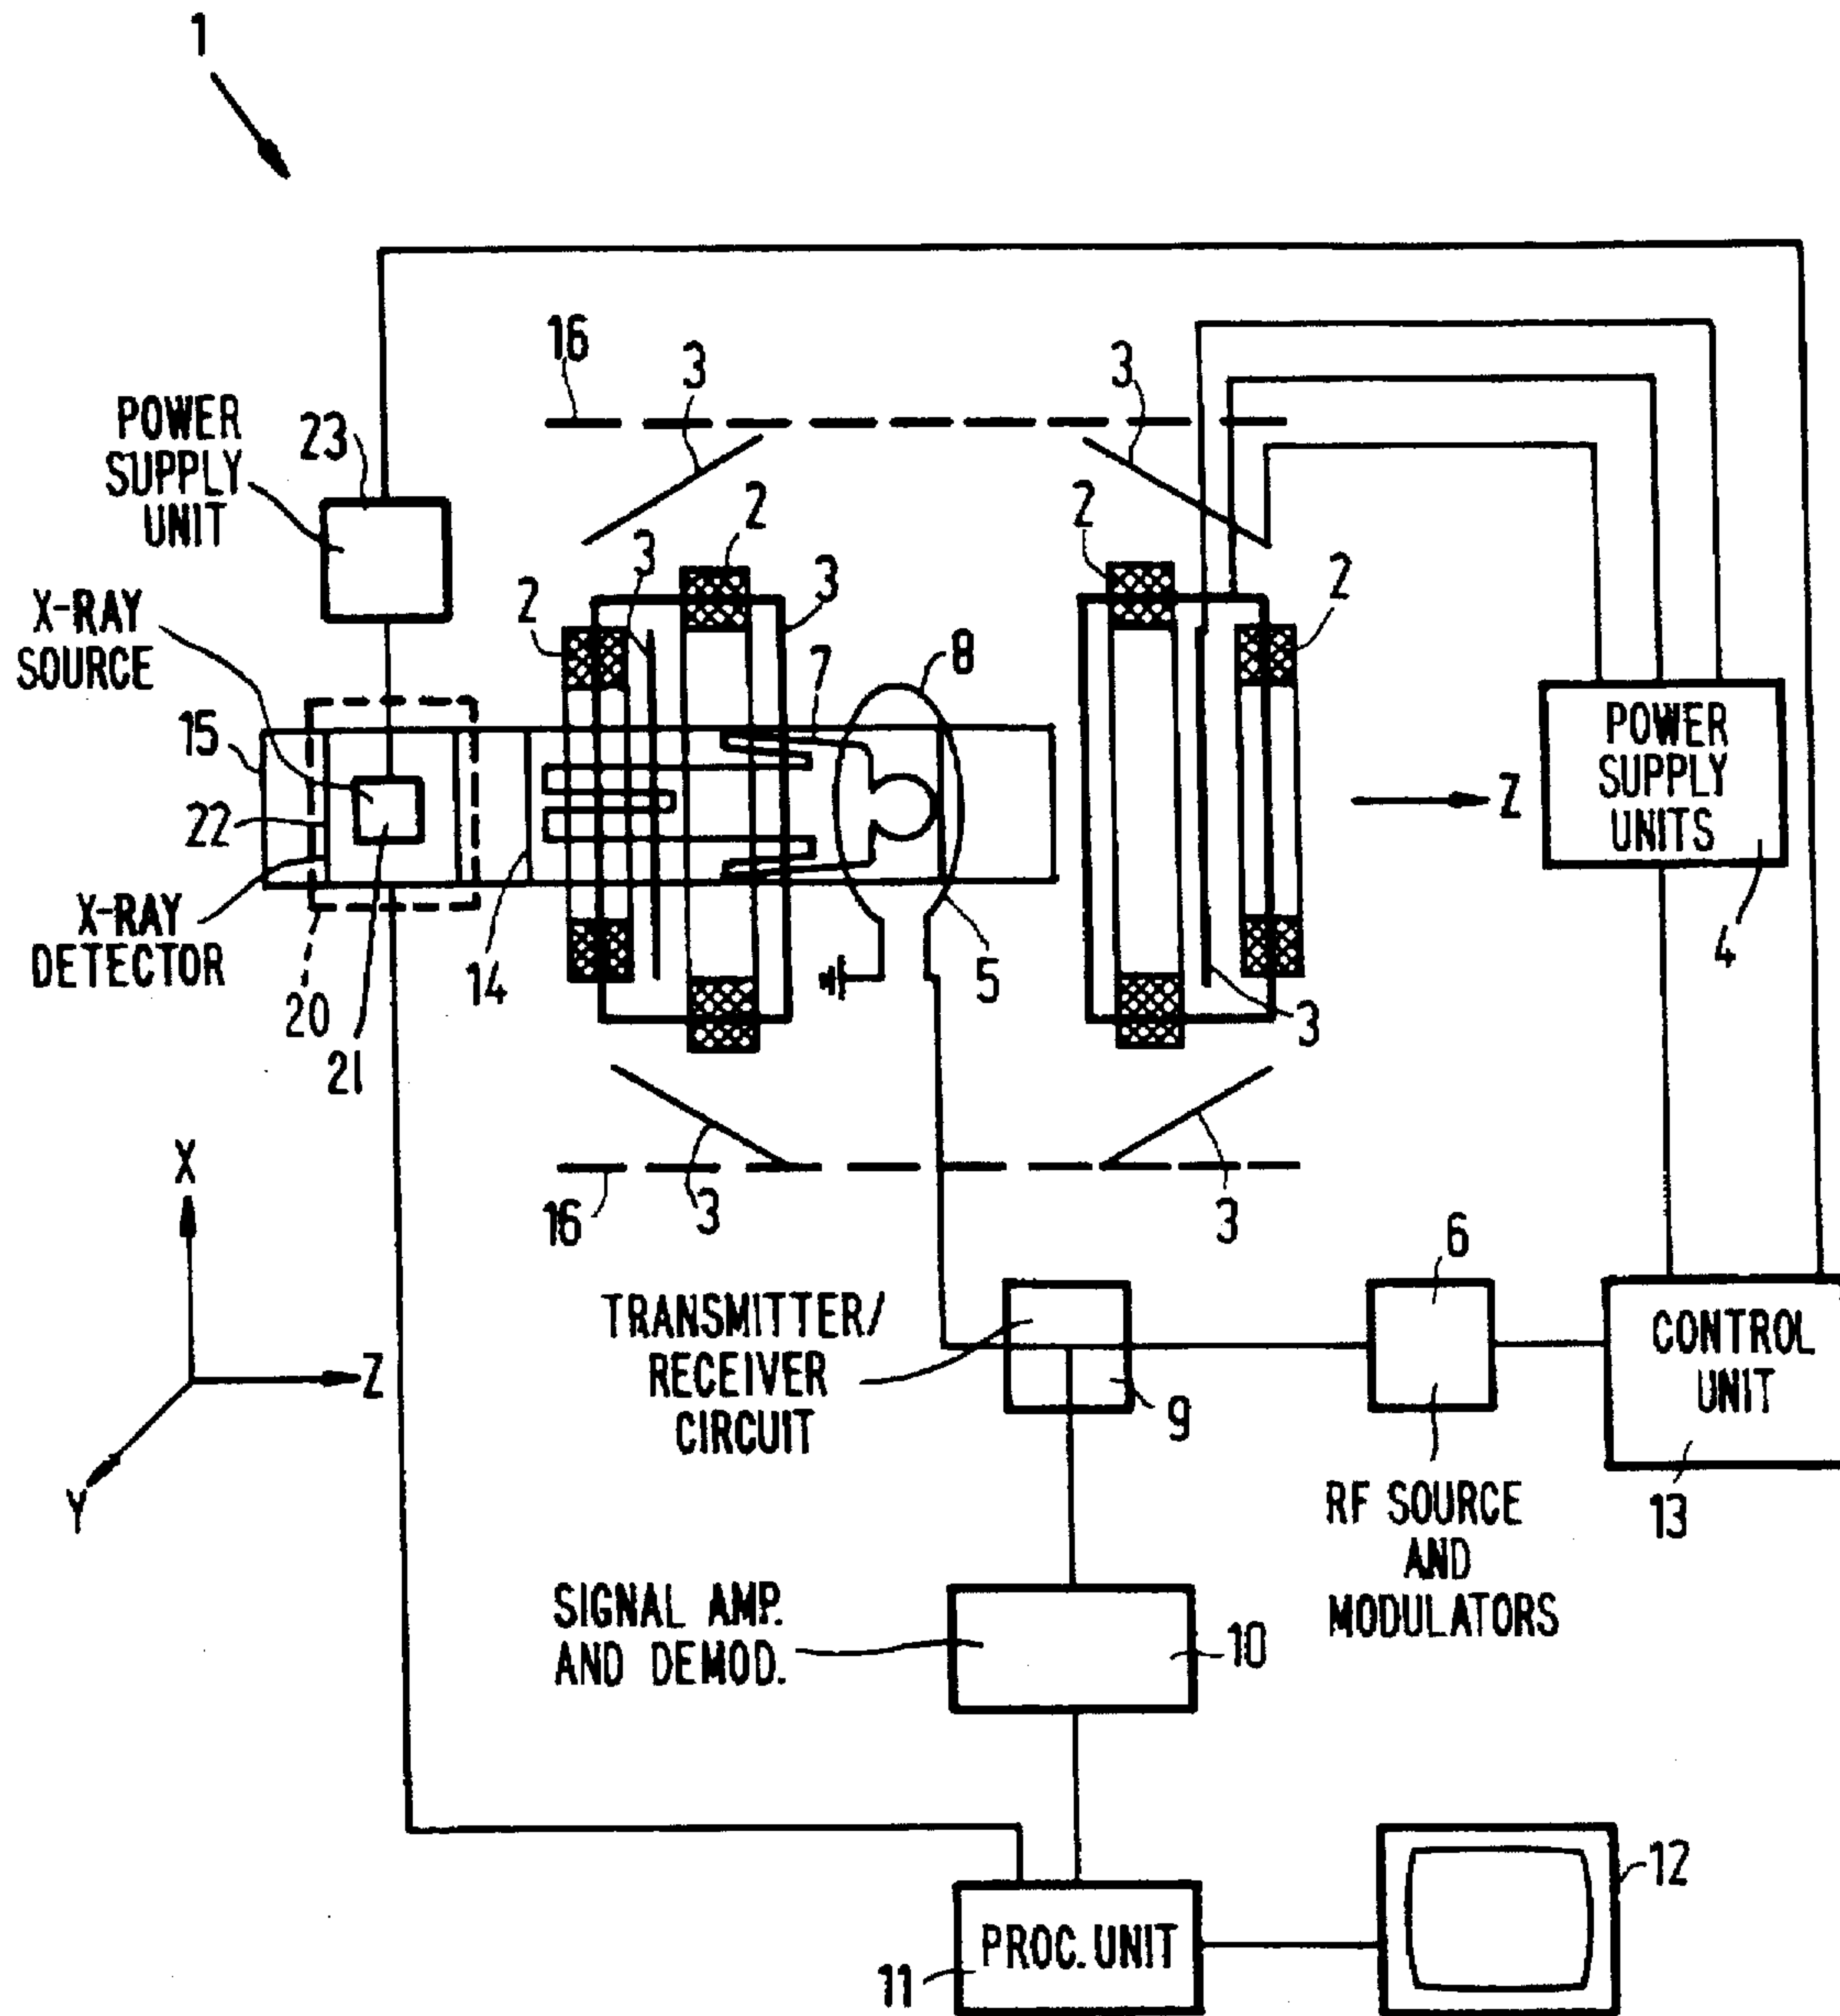 1
16
3
3
POWER
SUPPLY
UNIT
23
2
2
3
2
3
2
X-RAY
SOURCE
8
7
15
POWER
SUPPLY
UNITS
Z
22
X-RAY
DETECTOR
14
5
4
20
3
21
X
3
3
16
6
TRANSMITTER/
RECEIVER
CIRCUIT
CONTROL
UNIT
Z
9
Y
RF SOURCE
AND
MODULATORS
13
SIGNAL AMP.
AND DEMOD.
10
12
PROC. UNIT
11